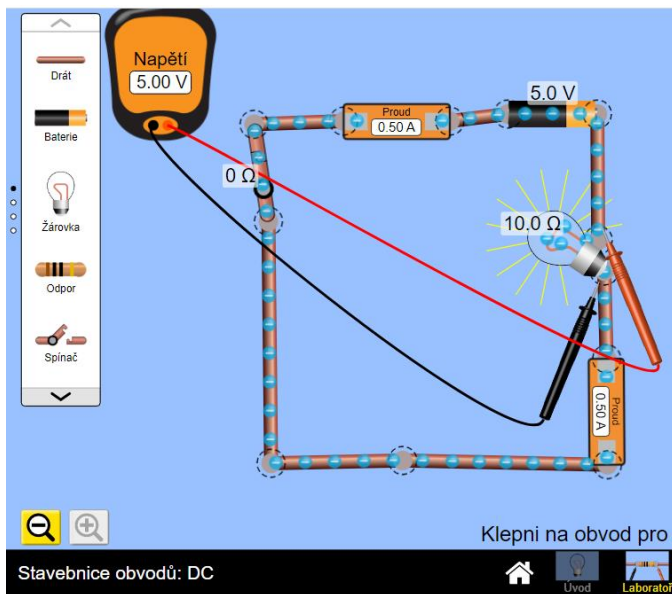 Drát
Baterie
Žárovka
Odpor
Spínač
Napětí
5.00 V
Proud
0.50 A
5.0 V
0 Ω
10.0 Ω
Proud
0.50 A
Klepni na obvod pro
Stavebnice obvodů: DC
Úvod
Laboratoř